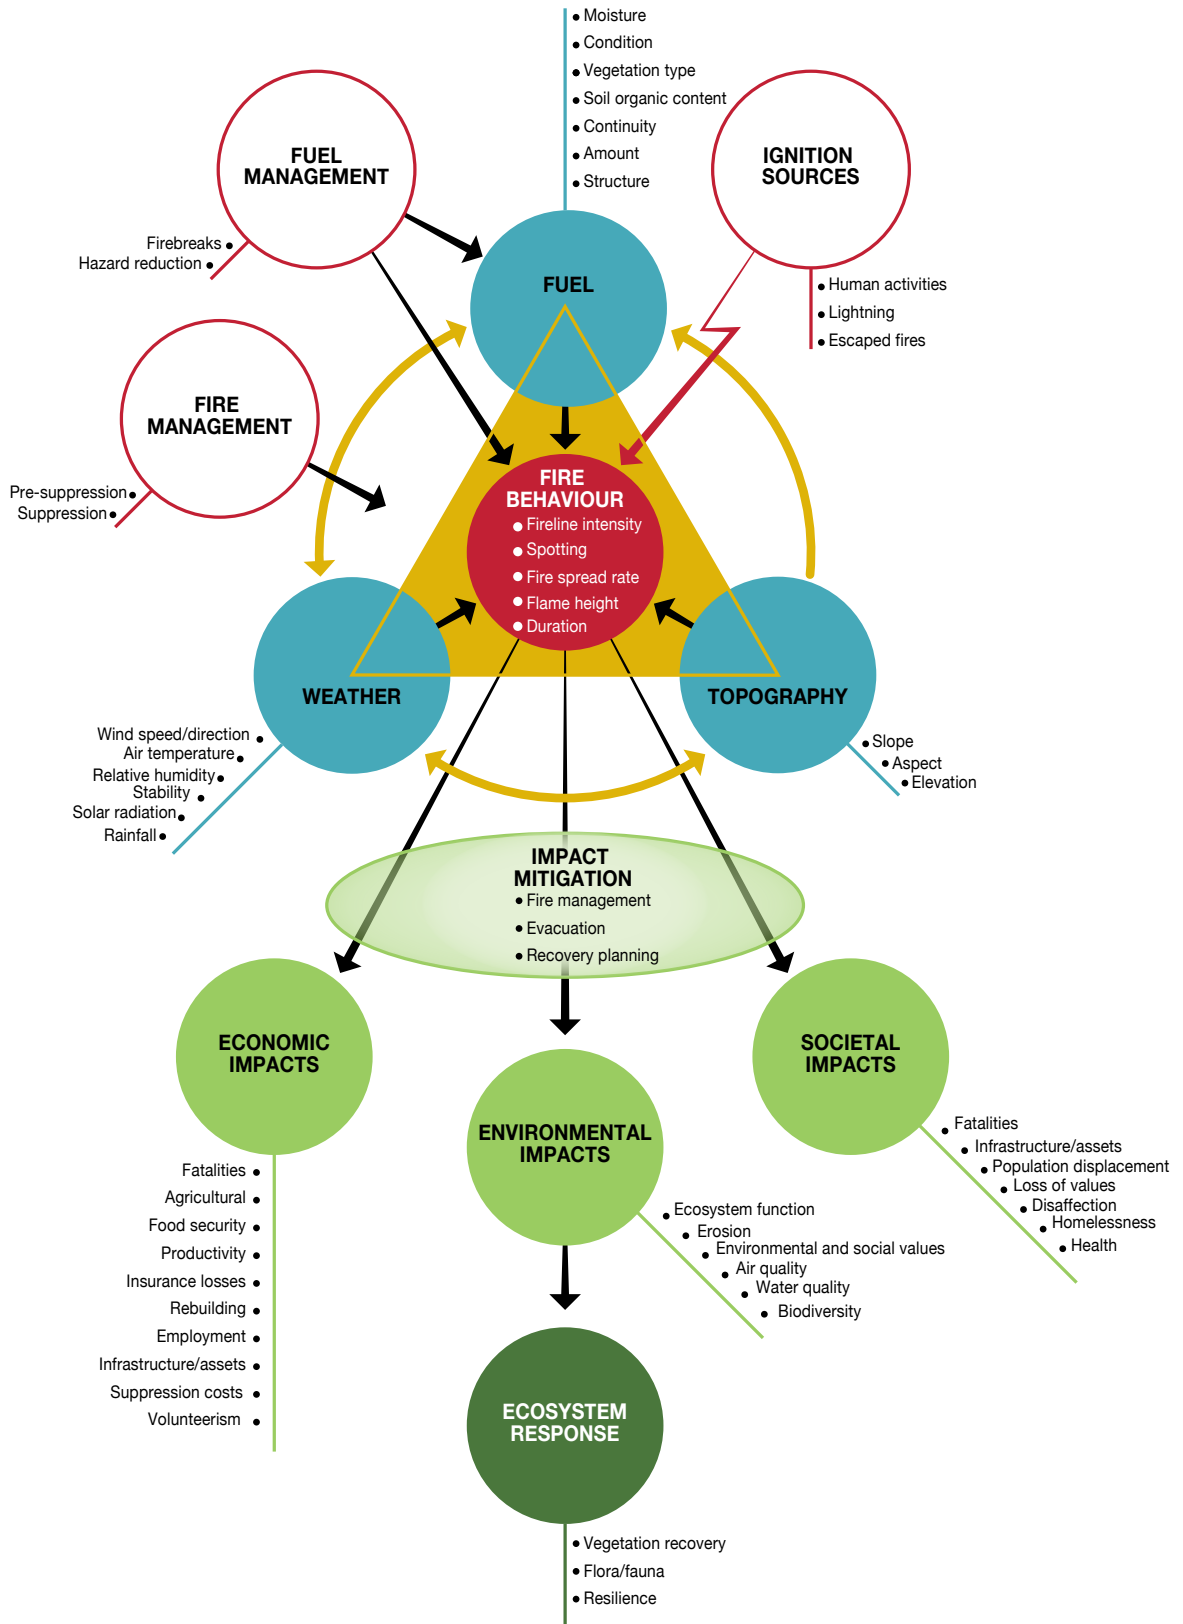 • Moisture
• Condition
• Vegetation type
• Soil organic content
• Continuity
• Amount
• Structure
FUEL
MANAGEMENT
Firebreaks •
Hazard reduction •
IGNITION
SOURCES
• Human activities
• Lightning
• Escaped fires
FUEL
FIRE
MANAGEMENT
Pre-suppression •
Suppression •
FIRE
BEHAVIOUR
• Fireline intensity
• Spotting
• Fire spread rate
• Flame height
• Duration
WEATHER
Wind speed/direction •
Air temperature •
Relative humidity •
Stability •
Solar radiation •
Rainfall •
TOPOGRAPHY
• Slope
• Aspect
• Elevation
IMPACT
MITIGATION
• Fire management
• Evacuation
• Recovery planning
ECONOMIC
IMPACTS
Fatalities •
Agricultural •
Food security •
Productivity •
Insurance losses •
Rebuilding •
Employment •
Infrastructure/assets •
Suppression costs •
Volunteerism •
ENVIRONMENTAL
IMPACTS
• Ecosystem function
• Erosion
• Environmental and social values
• Air quality
• Water quality
• Biodiversity
SOCIETAL
IMPACTS
• Fatalities
• Infrastructure/assets
• Population displacement
• Loss of values
• Disaffection
• Homelessness
• Health
ECOSYSTEM
RESPONSE
• Vegetation recovery
• Flora/fauna
• Resilience